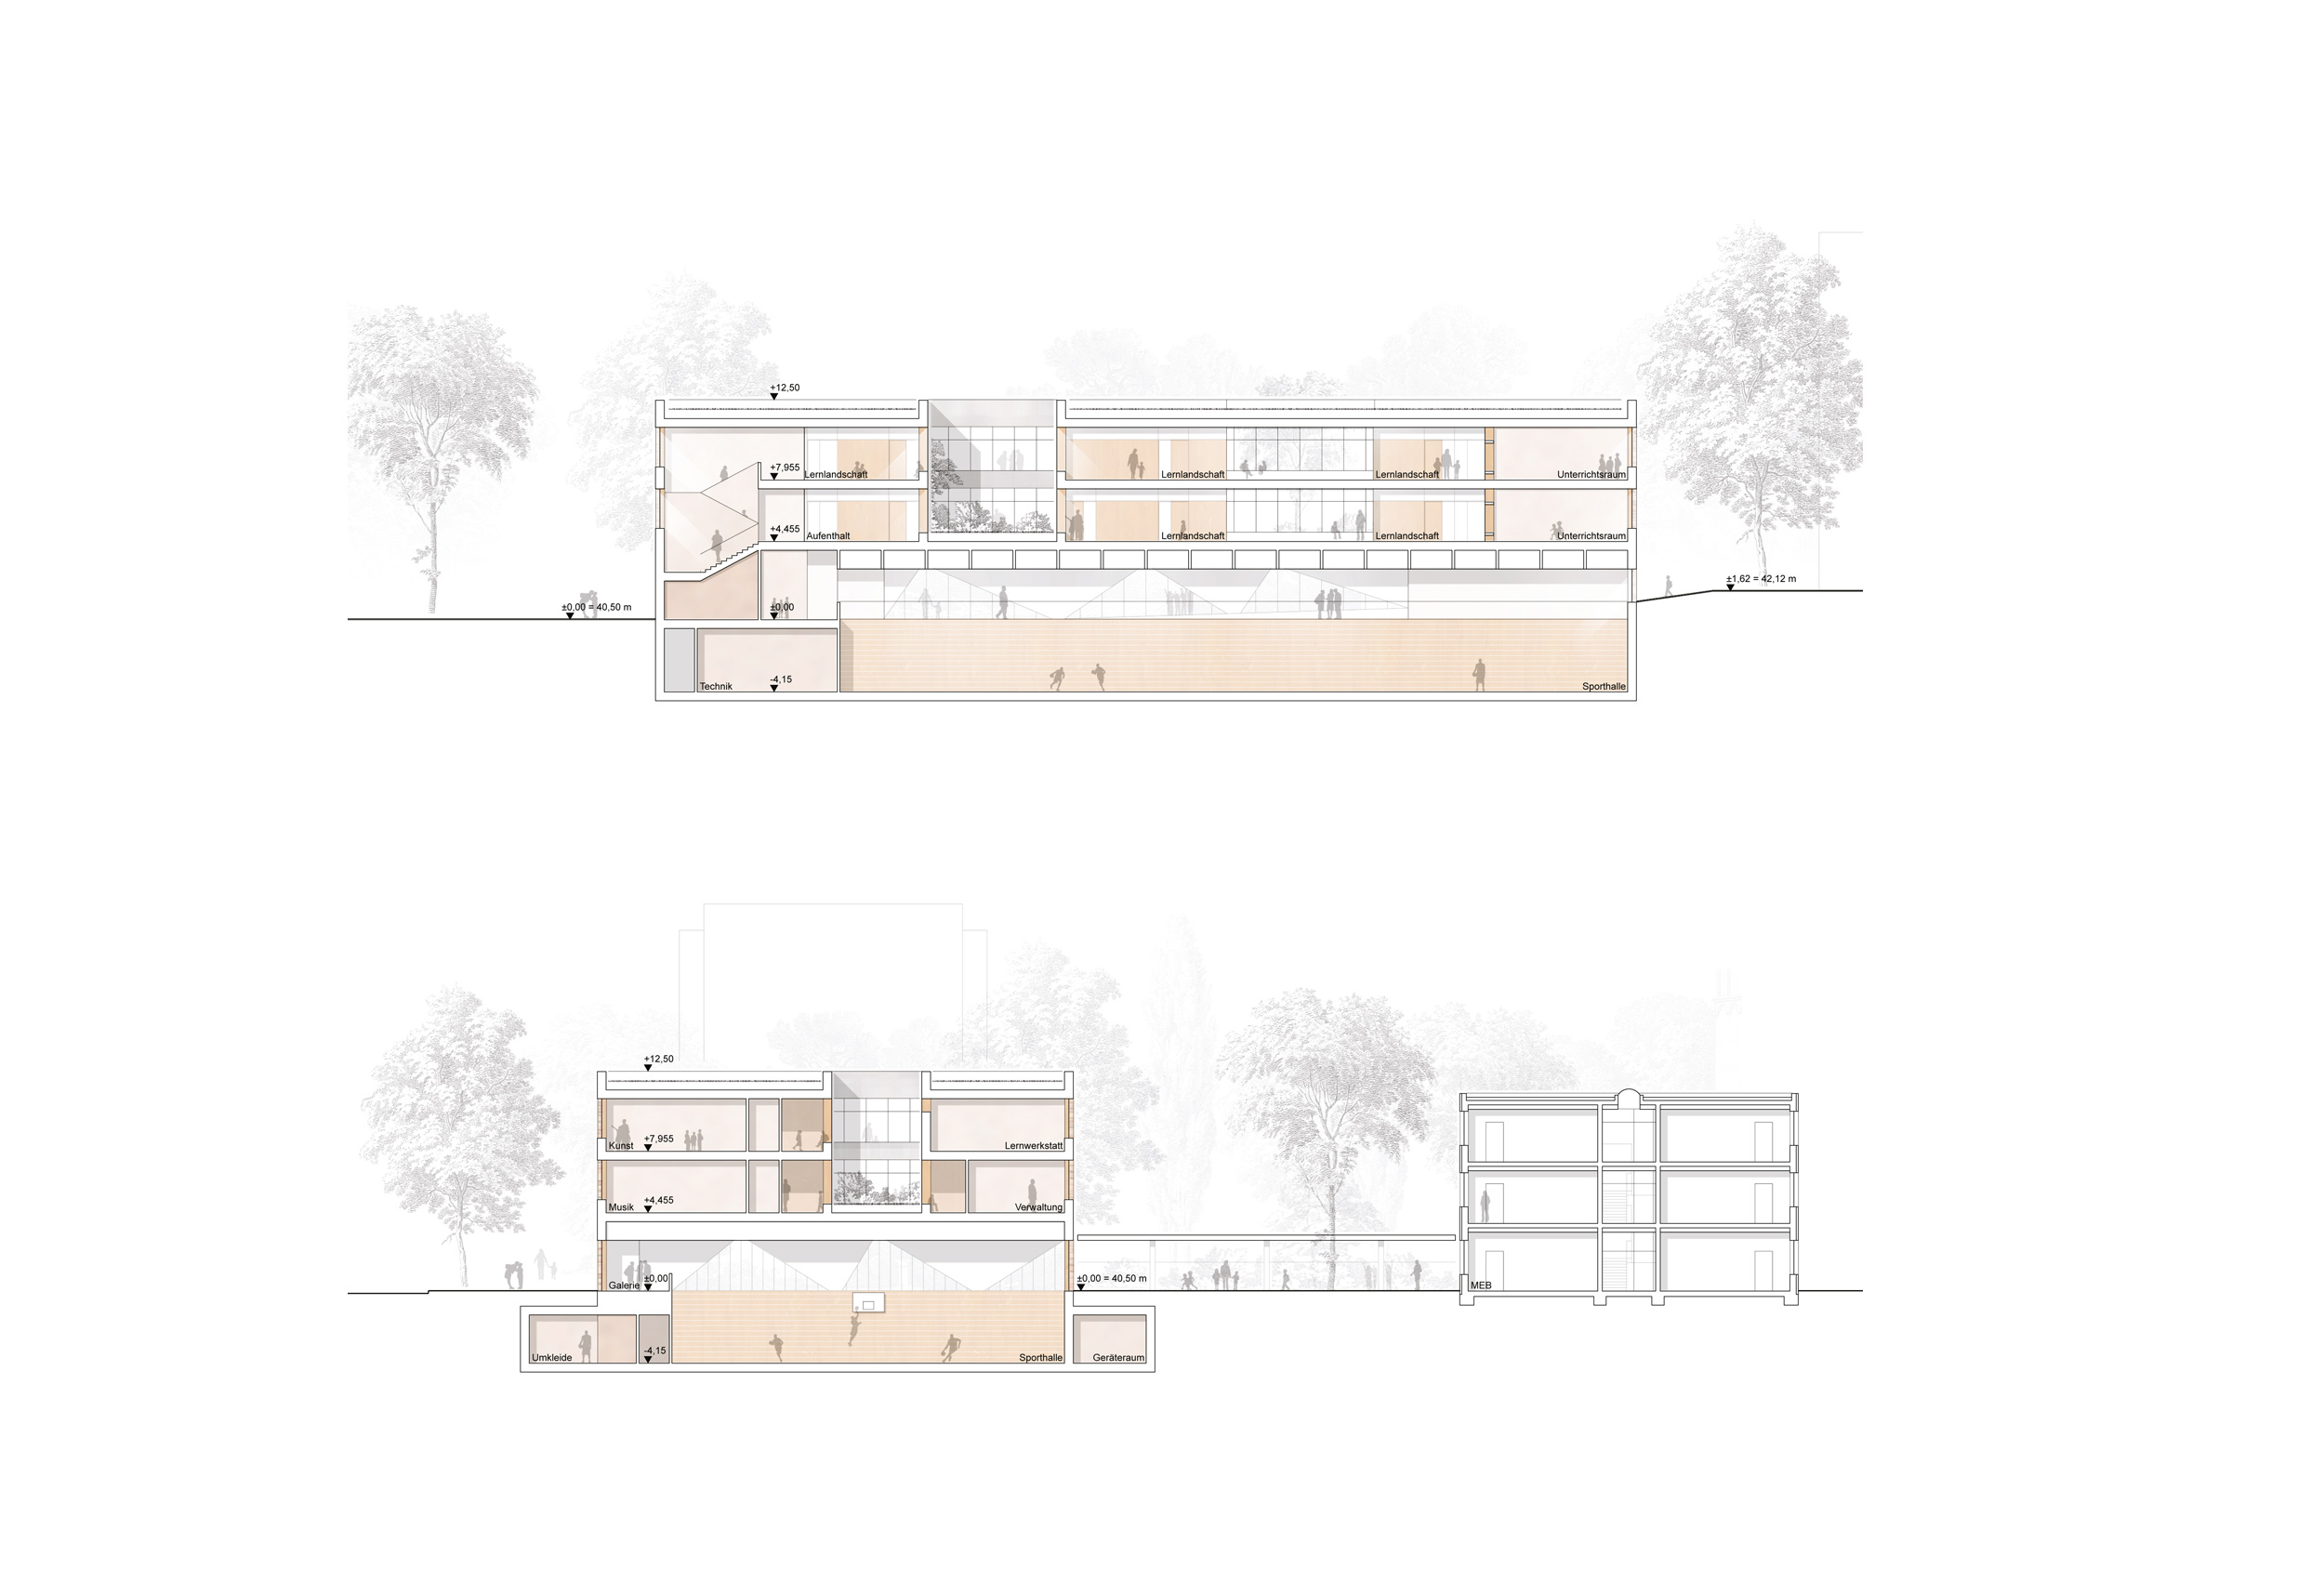 +12,50
+7,955
Lernlandschaft
Lernlandschaft
Lernlandschaft
Unterrichtsraum
+4,455
Aufenthalt
Lernlandschaft
Lernlandschaft
Unterrichtsraum
±1,62 = 42,12 m
±0,00 = 40,50 m
±0,00
-4,15
Technik
Sporthalle
+12,50
Kunst
+7,955
Lernwerkstatt
Musik
+4,455
Verwaltung
Galerie
±0,00
±0,00 = 40,50 m
MEB
Umkleide
-4,15
Sporthalle
Geräteraum